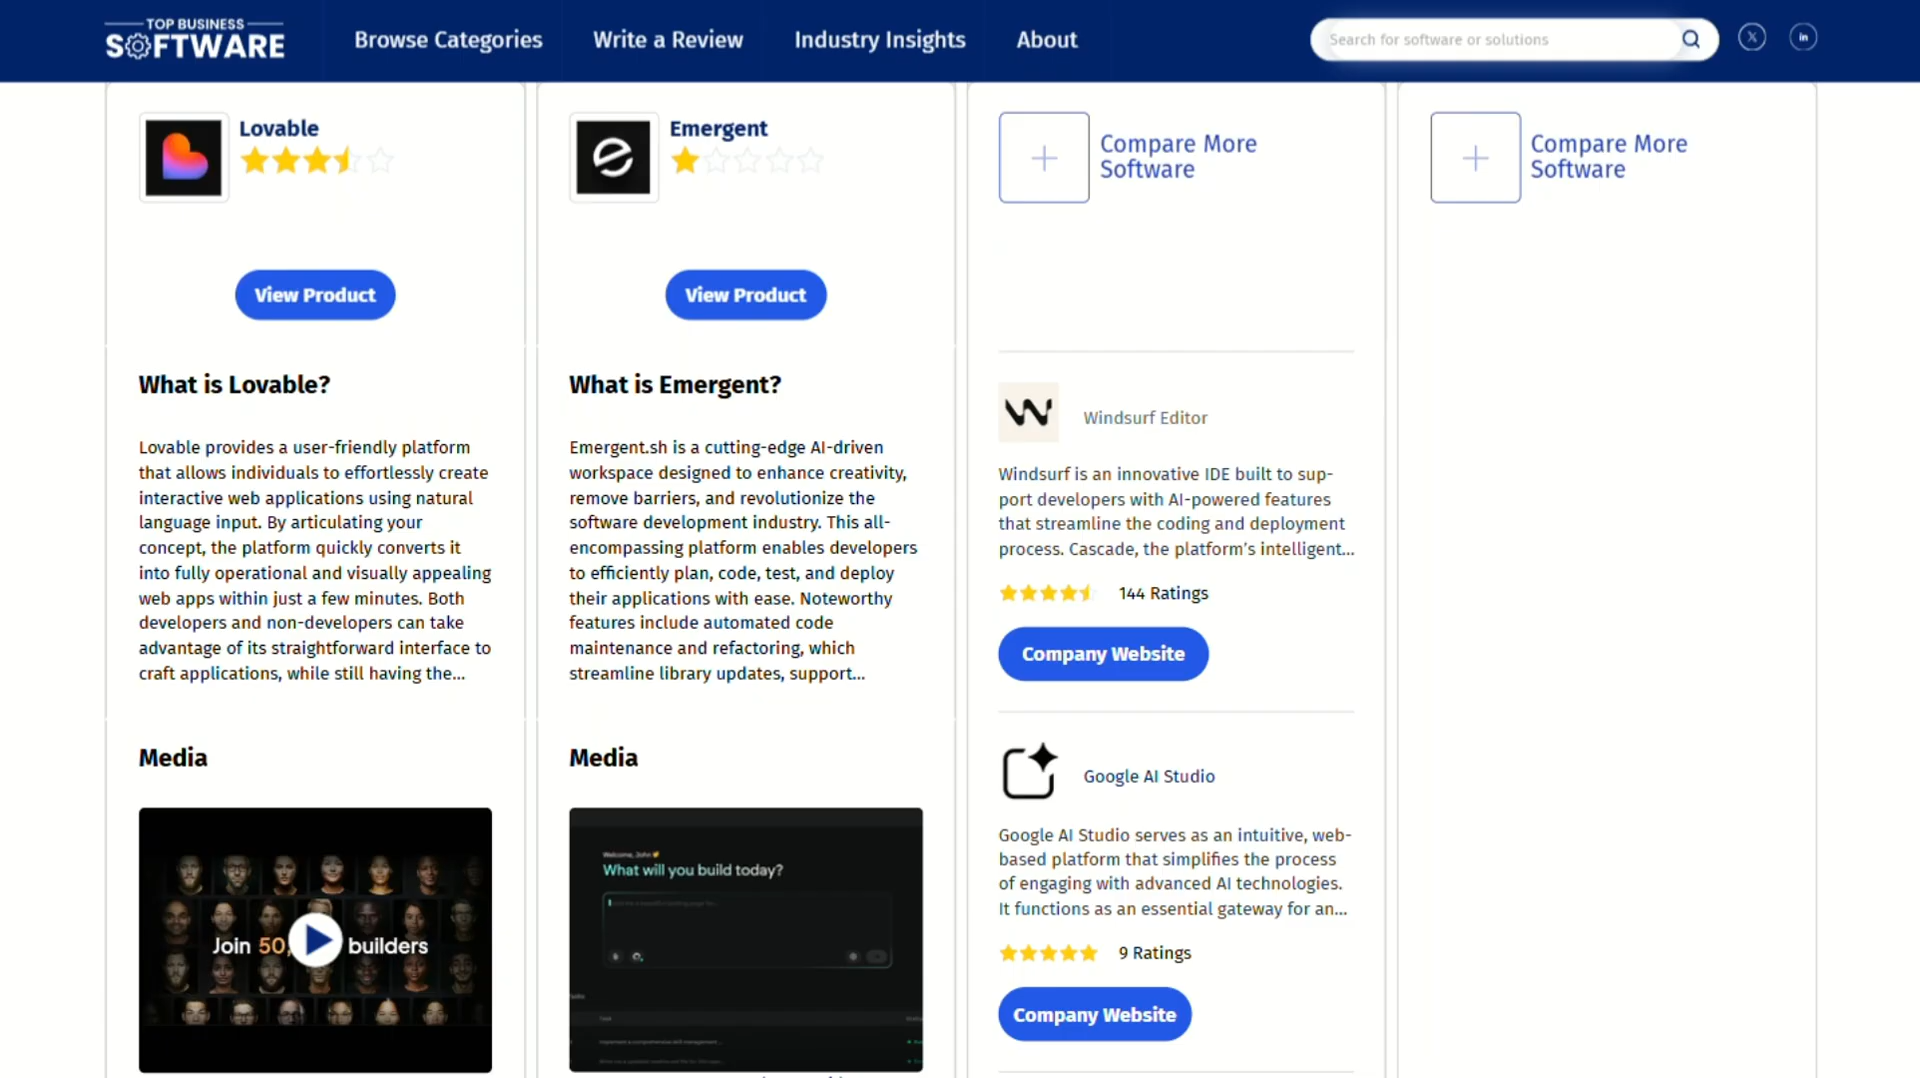 TOP BUSINESS
SOFTWARE
Browse Categories
Write a Review
Industry Insights
About
Search for software or solutions
Lovable
View Product
What is Lovable?
Lovable provides a user-friendly platform
that allows individuals to effortlessly create
interactive web applications using natural
language input. By articulating your
concept, the platform quickly converts it
into fully operational and visually appealing
web apps within just a few minutes. Both
developers and non-developers can take
advantage of its straightforward interface to
craft applications, while still having the...
Media
Join 50, builders
Emergent
View Product
What is Emergent?
Emergent.sh is a cutting-edge AI-driven
workspace designed to enhance creativity,
remove barriers, and revolutionize the
software development industry. This all-
encompassing platform enables developers
to efficiently plan, code, test, and deploy
their applications with ease. Noteworthy
features include automated code
maintenance and refactoring, which
streamline library updates, support...
Media
Welcome, John
What will you build today?
Compare More
Software
Windsurf Editor
Windsurf is an innovative IDE built to sup-
port developers with AI-powered features
that streamline the coding and deployment
process. Cascade, the platform's intelligent...
144 Ratings
Company Website
Google AI Studio
Google AI Studio serves as an intuitive, web-
based platform that simplifies the process
of engaging with advanced AI technologies.
It functions as an essential gateway for an...
9 Ratings
Company Website
Compare More
Software